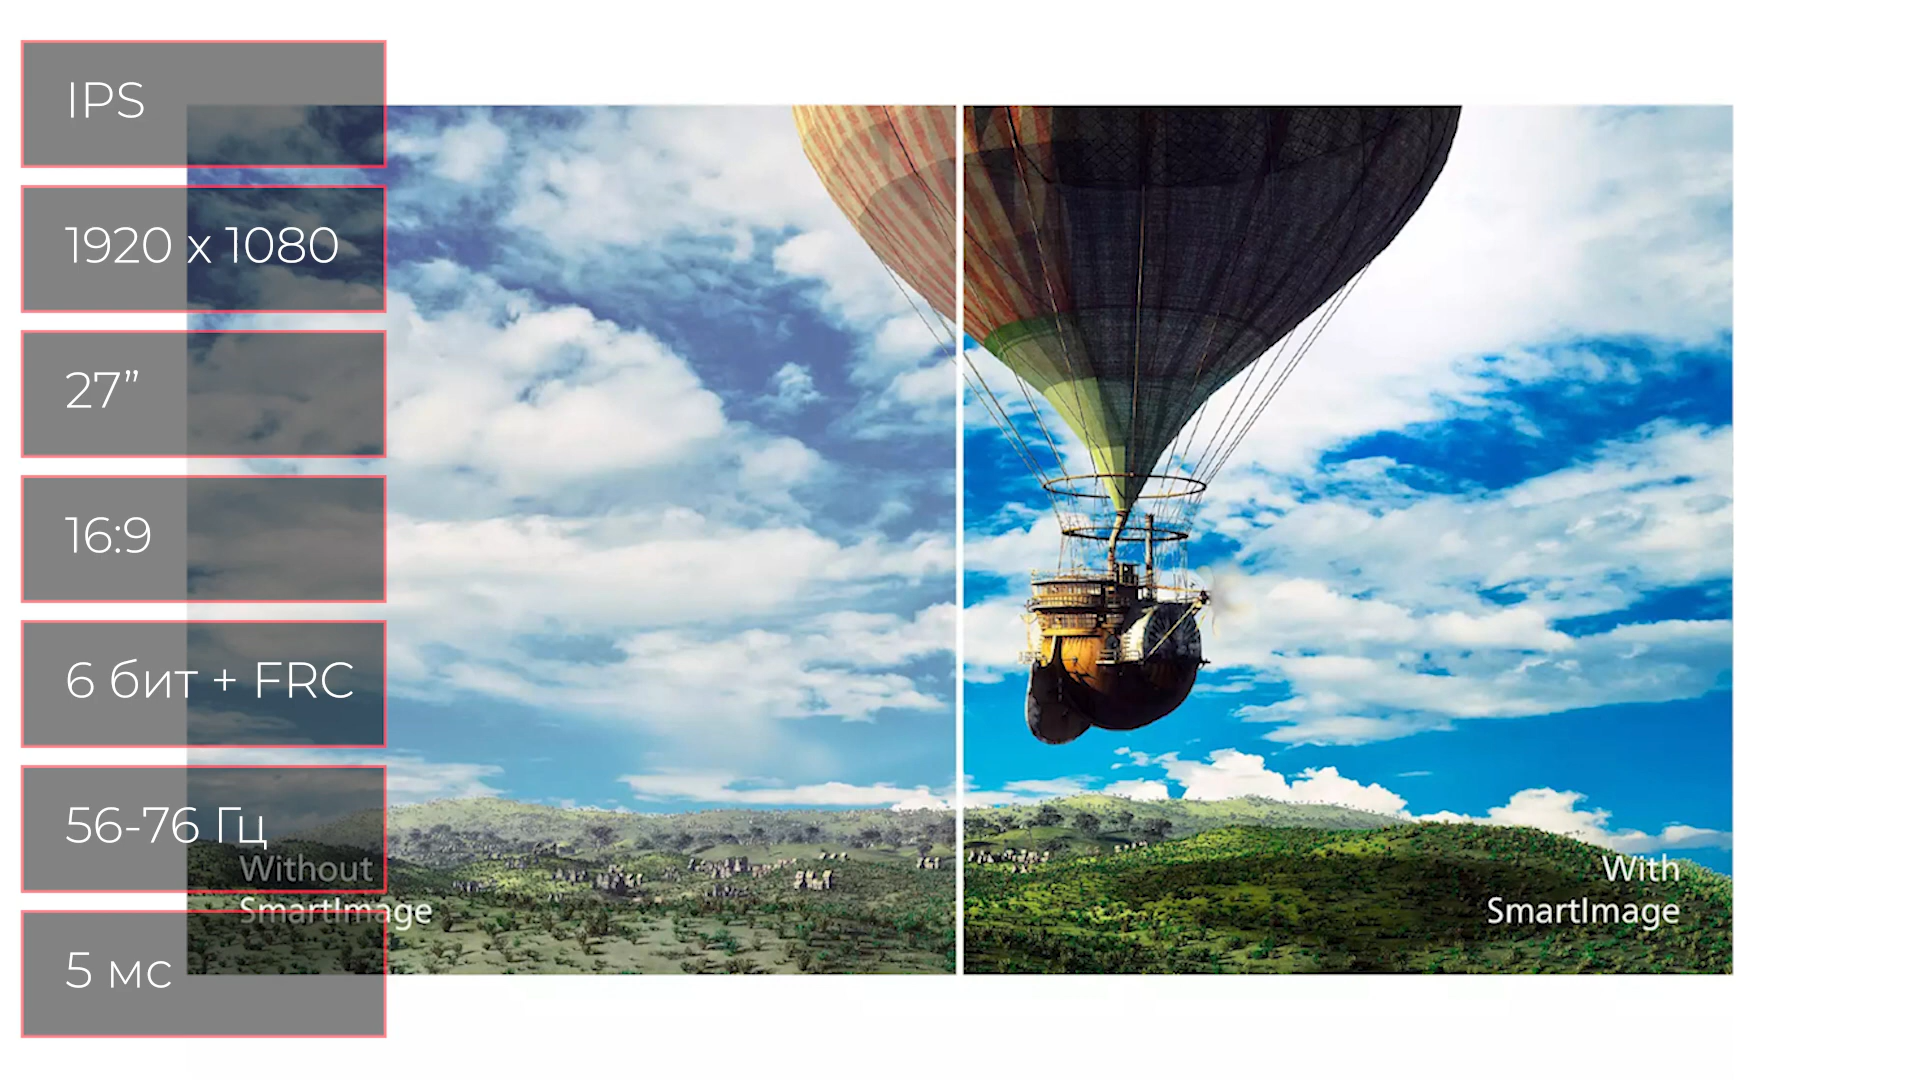 IPS
1920 x 1080
27”
16:9
6 бит + FRC
56-76 Гц
5 мс
Without
SmartImage
With
SmartImage